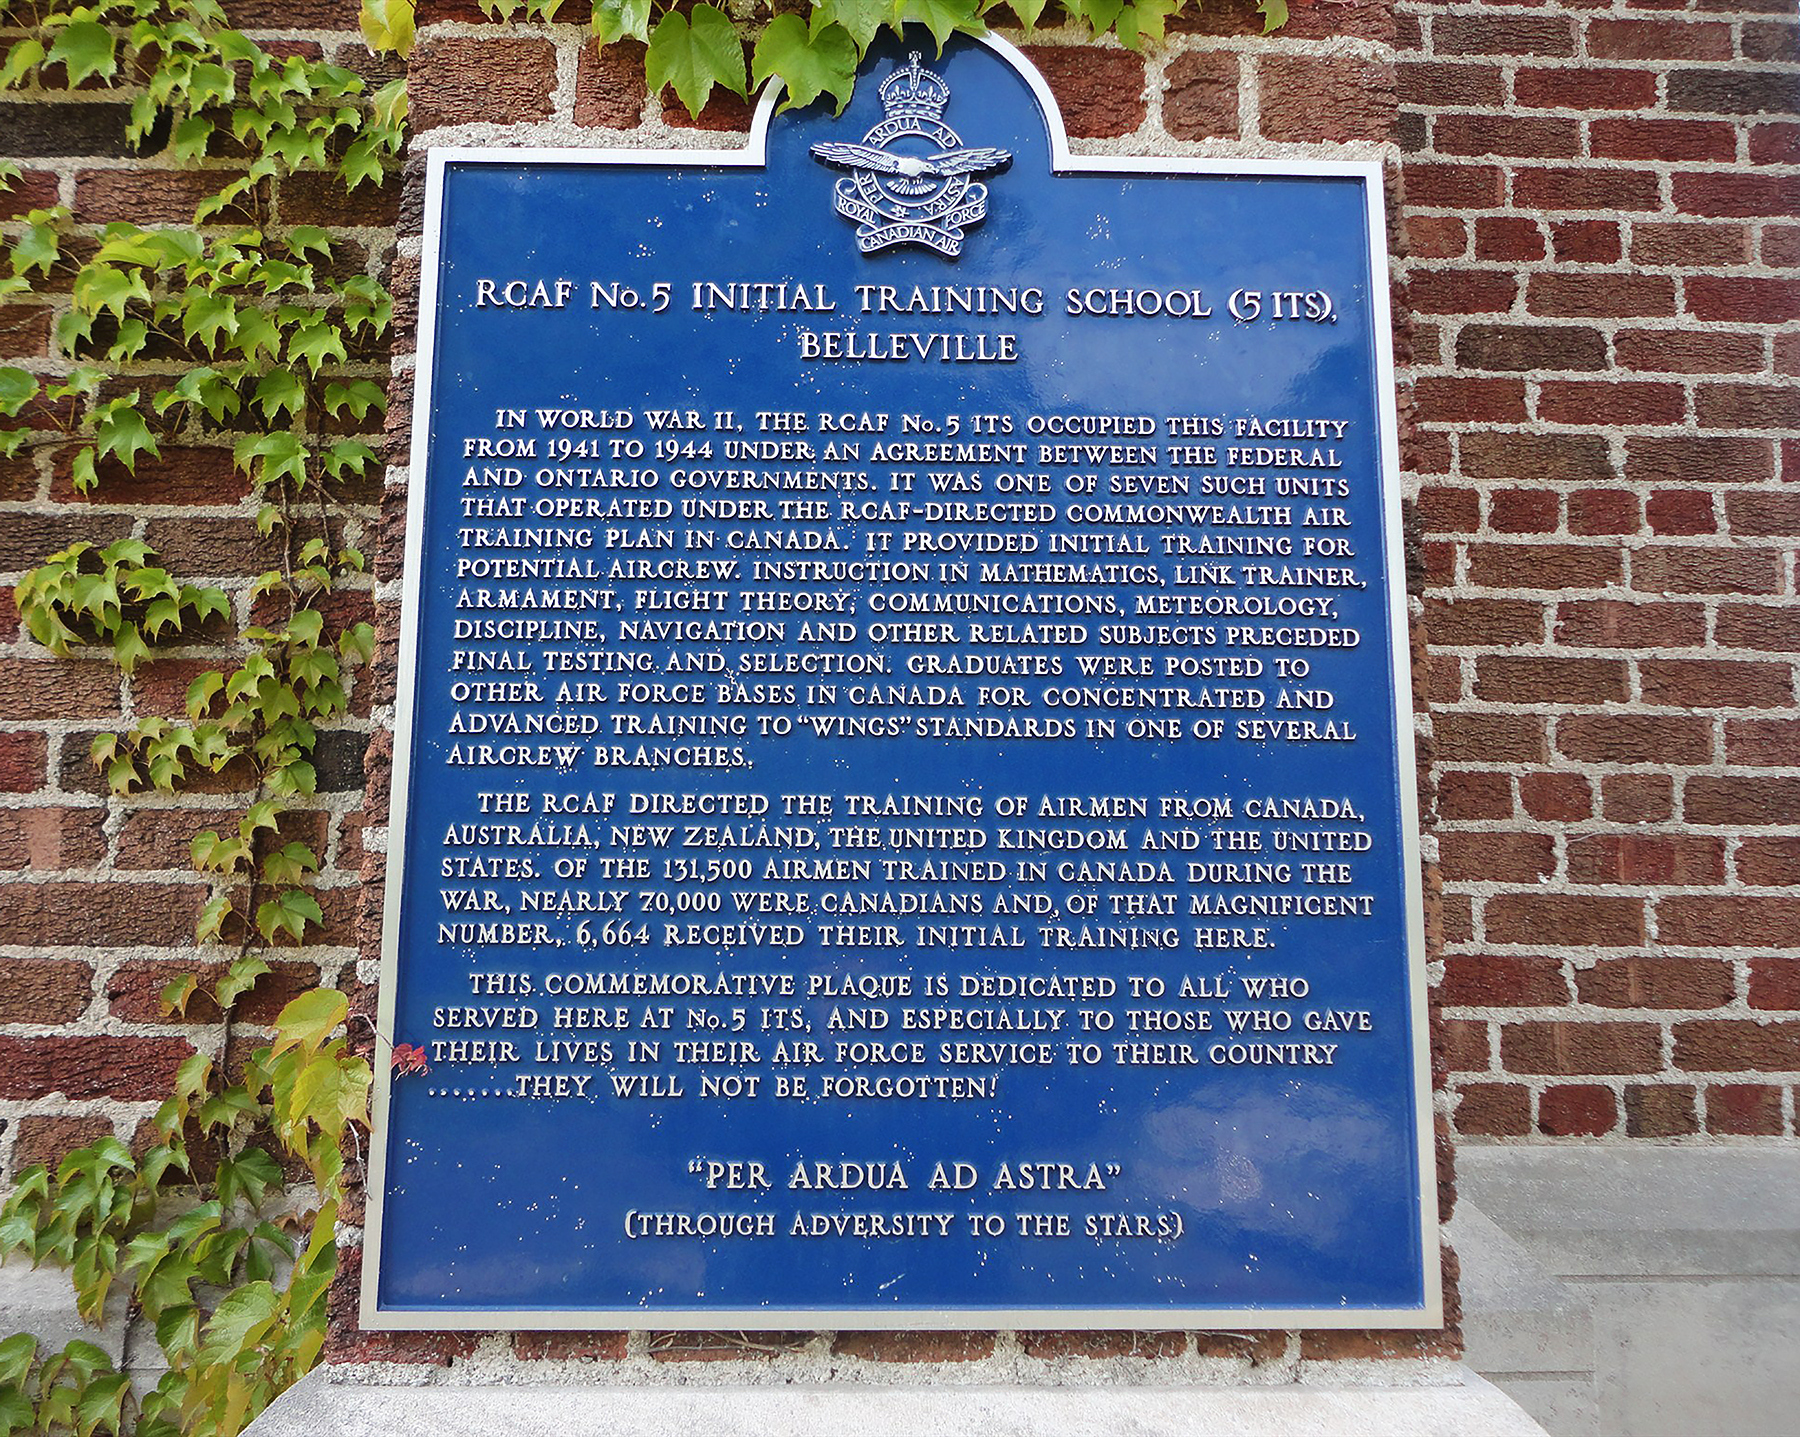 PER ARDUA AD ASTRA
ROYAL CANADIAN AIR FORCE
RCAF No. 5 INITIAL TRAINING SCHOOL (5 ITS),
BELLEVILLE
IN WORLD WAR II, THE RCAF No. 5 ITS OCCUPIED THIS FACILITY
FROM 1941 TO 1944 UNDER AN AGREEMENT BETWEEN THE FEDERAL
AND ONTARIO GOVERNMENTS. IT WAS ONE OF SEVEN SUCH UNITS
THAT OPERATED UNDER THE RCAF-DIRECTED COMMONWEALTH AIR
TRAINING PLAN IN CANADA. IT PROVIDED INITIAL TRAINING FOR
POTENTIAL AIRCREW. INSTRUCTION IN MATHEMATICS, LINK TRAINER,
ARMAMENT, FLIGHT THEORY, COMMUNICATIONS, METEOROLOGY,
DISCIPLINE, NAVIGATION AND OTHER RELATED SUBJECTS PRECEDED
FINAL TESTING AND SELECTION. GRADUATES WERE POSTED TO
OTHER AIR FORCE BASES IN CANADA FOR CONCENTRATED AND
ADVANCED TRAINING TO "WINGS" STANDARDS IN ONE OF SEVERAL
AIRCREW BRANCHES.
THE RCAF DIRECTED THE TRAINING OF AIRMEN FROM CANADA,
AUSTRALIA, NEW ZEALAND, THE UNITED KINGDOM AND THE UNITED
STATES. OF THE 131,500 AIRMEN TRAINED IN CANADA DURING THE
WAR, NEARLY 70,000 WERE CANADIANS AND, OF THAT MAGNIFICENT
NUMBER, 6,664 RECEIVED THEIR INITIAL TRAINING HERE.
THIS COMMEMORATIVE PLAQUE IS DEDICATED TO ALL WHO
SERVED HERE AT No. 5 ITS, AND ESPECIALLY TO THOSE WHO GAVE
THEIR LIVES IN THEIR AIR FORCE SERVICE TO THEIR COUNTRY
.......THEY WILL NOT BE FORGOTTEN!
"PER ARDUA AD ASTRA"
(THROUGH ADVERSITY TO THE STARS)